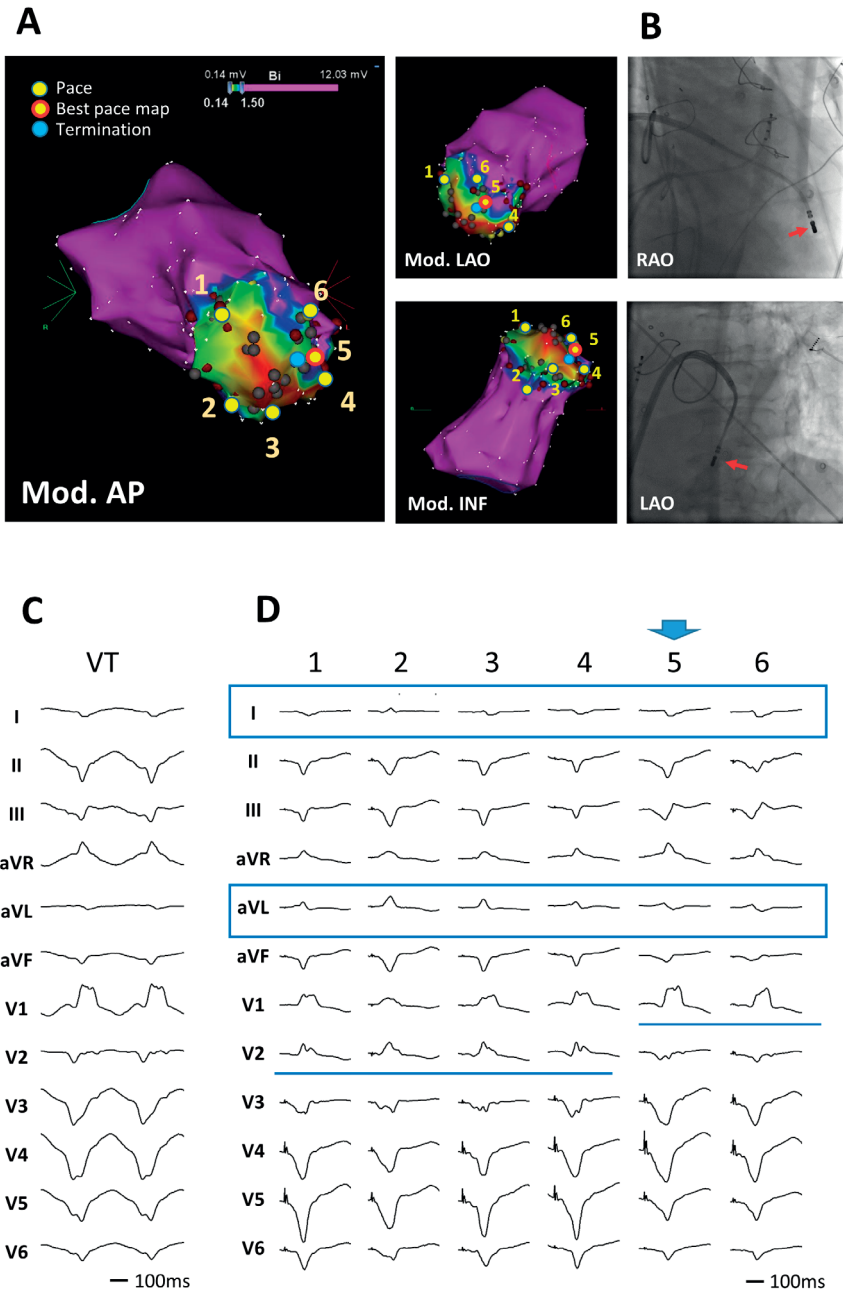 A
B
0.14 mV Bi 12.03 mV
0.14 1.50
Pace
Best pace map
Termination
1
6
5
2
4
3
Mod. AP
1
6
5
4
Mod. LAO
RAO
1
6
5
2
3
4
Mod. INF
LAO
C
D
VT
1 2 3 4 5 6
I
II
III
aVR
aVL
aVF
V1
V2
V3
V4
V5
V6
100ms
I
II
III
aVR
aVL
aVF
V1
V2
V3
V4
V5
V6
100ms